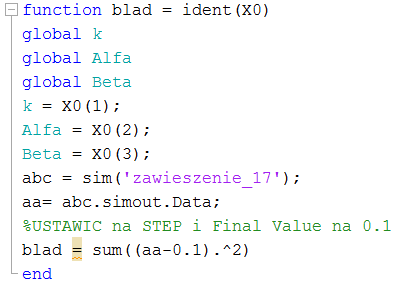 function blad = ident(X0)
global k
global Alfa
global Beta
k = X0(1);
Alfa = X0(2);
Beta = X0(3);
abc = sim('zawieszenie_17');
aa= abc.simout.Data;
%USTAWIC na STEP i Final Value na 0.1
blad = sum((aa-0.1).^2)
end